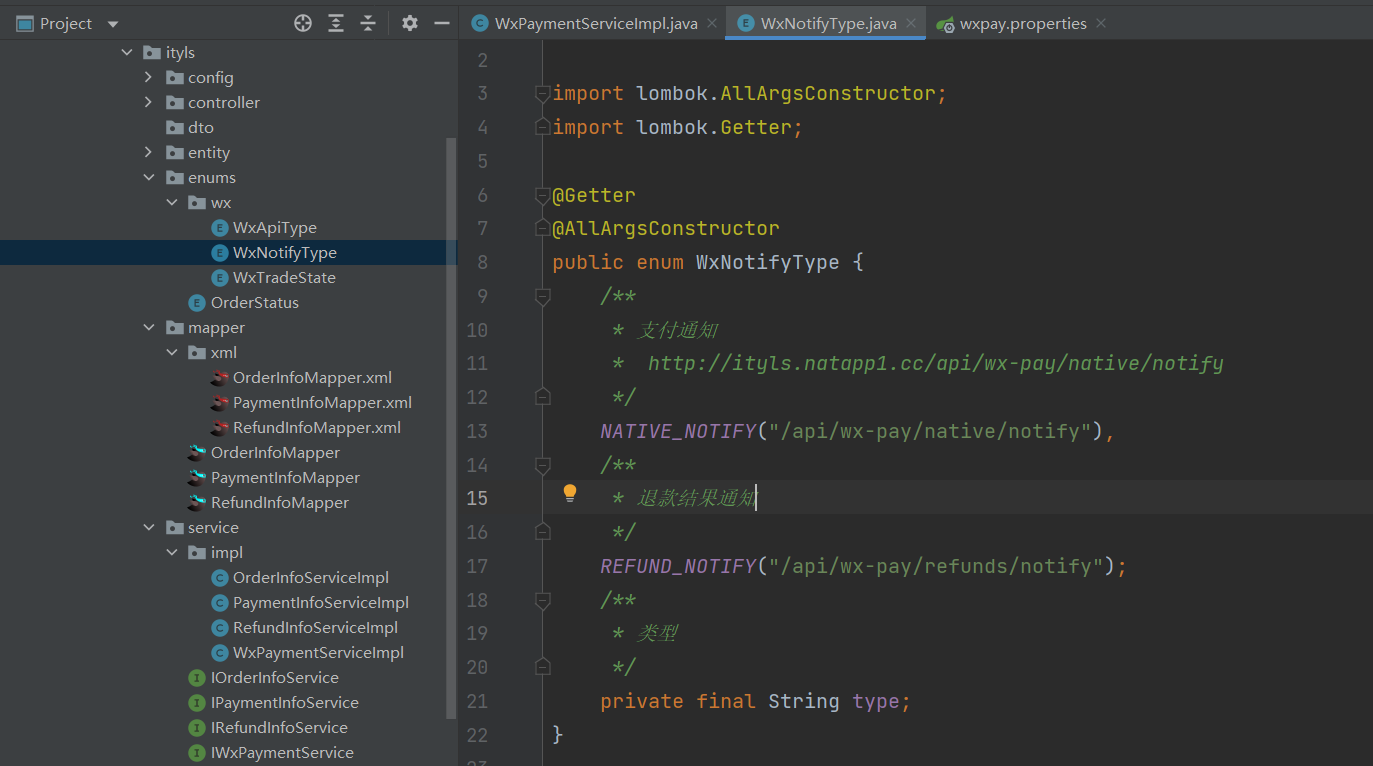 Project
ityls
config
controller
dto
entity
enums
wx
WxApiType
WxNotifyType
WxTradeState
OrderStatus
mapper
xml
OrderInfoMapper.xml
PaymentInfoMapper.xml
RefundInfoMapper.xml
OrderInfoMapper
PaymentInfoMapper
RefundInfoMapper
service
impl
OrderInfoServiceImpl
PaymentInfoServiceImpl
RefundInfoServiceImpl
WxPaymentServiceImpl
IOrderInfoService
IPaymentInfoService
IRefundInfoService
IWxPaymentService
WxPaymentServiceImpl.java
WxNotifyType.java
wxpay.properties
2
3 import lombok.AllArgsConstructor;
4 import lombok.Getter;
5
6 @Getter
7 @AllArgsConstructor
8 public enum WxNotifyType {
9 /**
10 * 支付通知
11 * http://ityls.natapp1.cc/api/wx-pay/native/notify
12 */
13 NATIVE_NOTIFY("/api/wx-pay/native/notify"),
14 /**
15 * 退款结果通知
16 */
17 REFUND_NOTIFY("/api/wx-pay/refunds/notify");
18 /**
19 * 类型
20 */
21 private final String type;
22 }